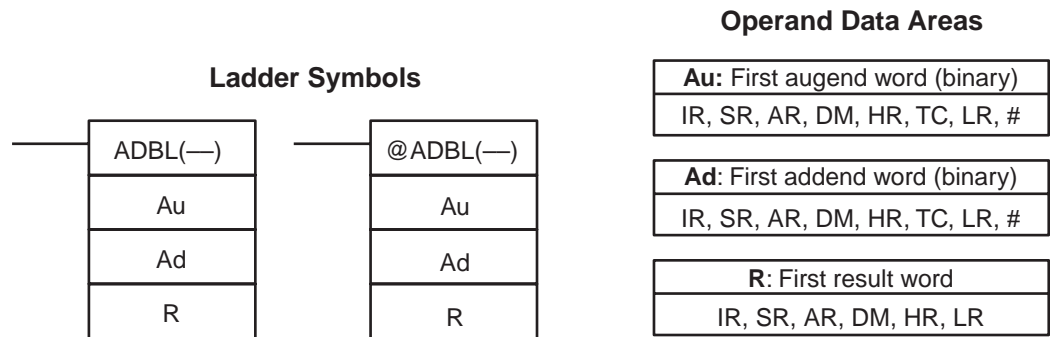 Ladder Symbols
ADBL(––)
Au
Ad
R
@ADBL(––)
Au
Ad
R
Operand Data Areas
Au: First augend word (binary)
IR, SR, AR, DM, HR, TC, LR, #
Ad: First addend word (binary)
IR, SR, AR, DM, HR, TC, LR, #
R: First result word
IR, SR, AR, DM, HR, LR